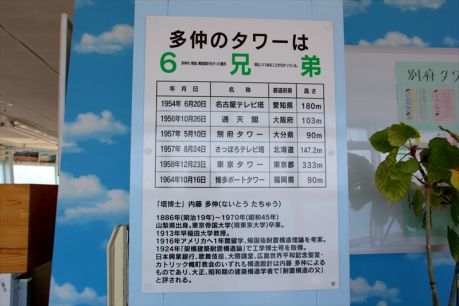 多仲のタワーは
6 兄 弟
年 月 日 名 称 都道府県 高 さ
1954年 6月20日 名古屋テレビ塔 愛知県 180m
1956年10月26日 通 天 閣 大阪府 103m
1957年 5月10日 別 府 タ ワ ー 大分県 90m
1957年 8月24日 さっぽろテレビ塔 北海道 147.2m
1958年12月23日 東 京 タ ワ ー 東京都 333m
1964年10月16日 博多ポートタワー 福岡県 90m
「塔博士」内藤 多仲(ないとう たちゅう)
1886年(明治19年)～1970年(昭和45年)
山梨県出身。東京帝国大学(現東京大学)卒業。
1913年早稲田大学教授。
1916年アメリカへ1年間留学、帰国後耐震構造理論を考案。
1924年「架構建築耐震構造論」で工学博士号を取得。
日本興業銀行、歌舞伎座、大隈講堂、広島世界平和記念聖堂、
カトリック幟町教会のいずれも構造設計は内藤 多仲による
ものであり、大正、昭和期の建築構造学者で「耐震構造の父」
と評される。
別府タワー